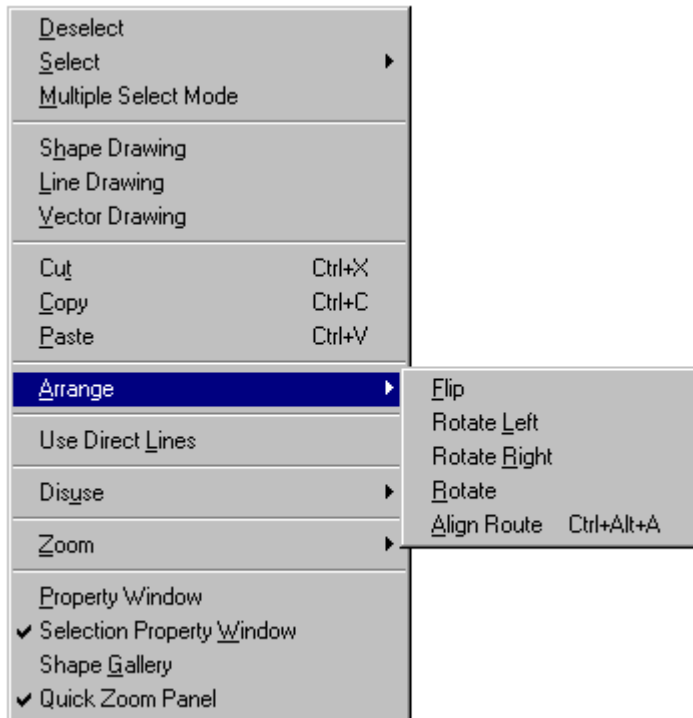 Deselect
Select
Multiple Select Mode
Shape Drawing
Line Drawing
Vector Drawing
Cut Ctrl+X
Copy Ctrl+C
Paste Ctrl+V
Arrange
Flip
Rotate Left
Rotate Right
Rotate
Align Route Ctrl+Alt+A
Use Direct Lines
Disuse
Zoom
Property Window
Selection Property Window
Shape Gallery
Quick Zoom Panel